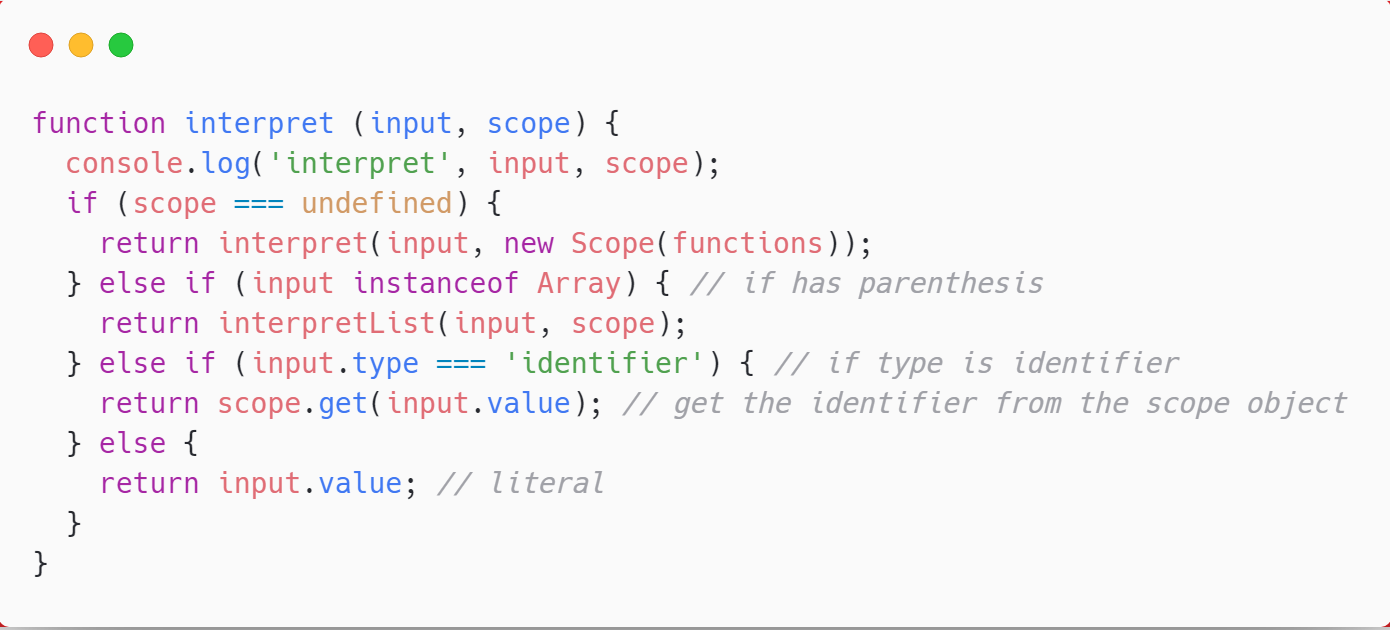 function interpret (input, scope) {
  console.log('interpret', input, scope);
  if (scope === undefined) {
    return interpret(input, new Scope(functions));
  } else if (input instanceof Array) { // if has parenthesis
    return interpretList(input, scope);
  } else if (input.type === 'identifier') { // if type is identifier
    return scope.get(input.value); // get the identifier from the scope object
  } else {
    return input.value; // literal
  }
}